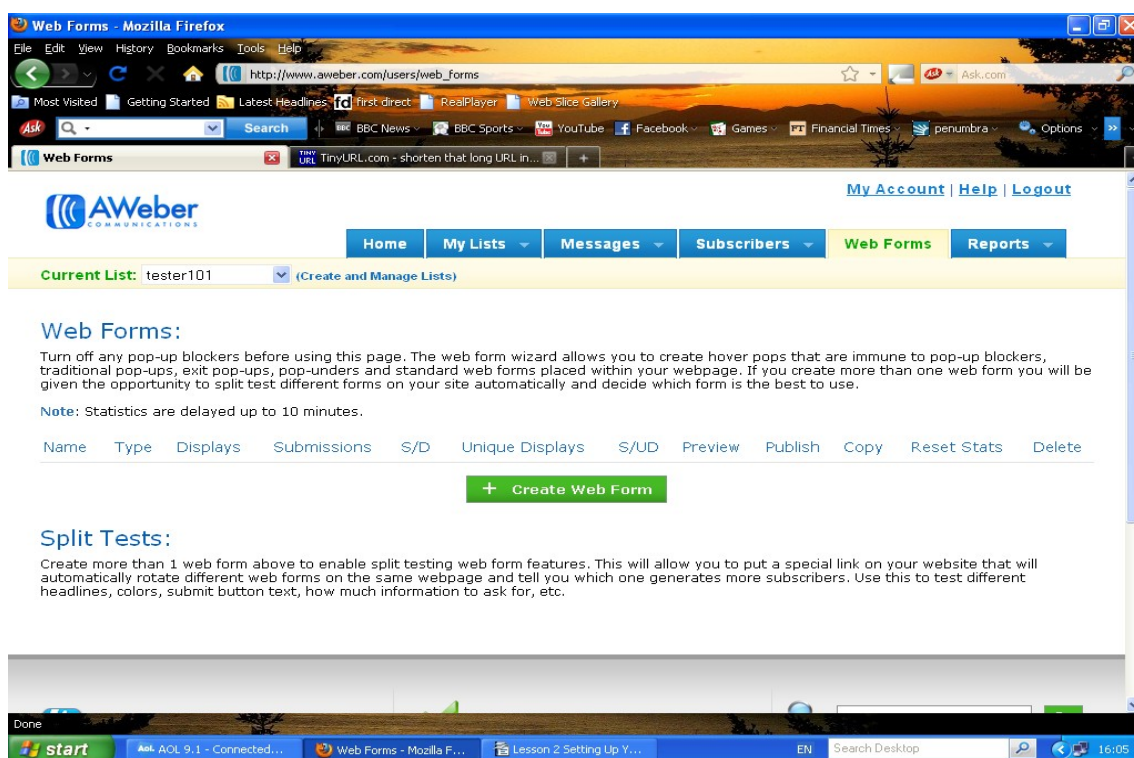 Web Forms - Mozilla Firefox
File Edit View History Bookmarks Tools Help
http://www.aweber.com/users/web_forms Ask.com
Most Visited Getting Started Latest Headlines fd first direct RealPlayer Web Slice Gallery
Ask Search BBC BBC News BBC Sports You Tube YouTube Facebook Games FT Financial Times penumbra Options »
Web Forms TINY URL TinyURL.com - shorten that long URL in... +
My Account | Help | Logout
AWeber
COMMUNICATIONS
Home My Lists Messages Subscribers Web Forms Reports
Current List: tester101 (Create and Manage Lists)
Web Forms:
Turn off any pop-up blockers before using this page. The web form wizard allows you to create hover pops that are immune to pop-up blockers,
traditional pop-ups, exit pop-ups, pop-unders and standard web forms placed within your webpage. If you create more than one web form you will be
given the opportunity to split test different forms on your site automatically and decide which form is the best to use.
Note: Statistics are delayed up to 10 minutes.
Name Type Displays Submissions S/D Unique Displays S/UD Preview Publish Copy Reset Stats Delete
+ Create Web Form
Split Tests:
Create more than 1 web form above to enable split testing web form features. This will allow you to put a special link on your website that will
automatically rotate different web forms on the same webpage and tell you which one generates more subscribers. Use this to test different
headlines, colors, submit button text, how much information to ask for, etc.
Done
start AOL AOL 9.1 - Connected... Web Forms - Mozilla F... Lesson 2 Setting Up Y... EN Search Desktop 16:05